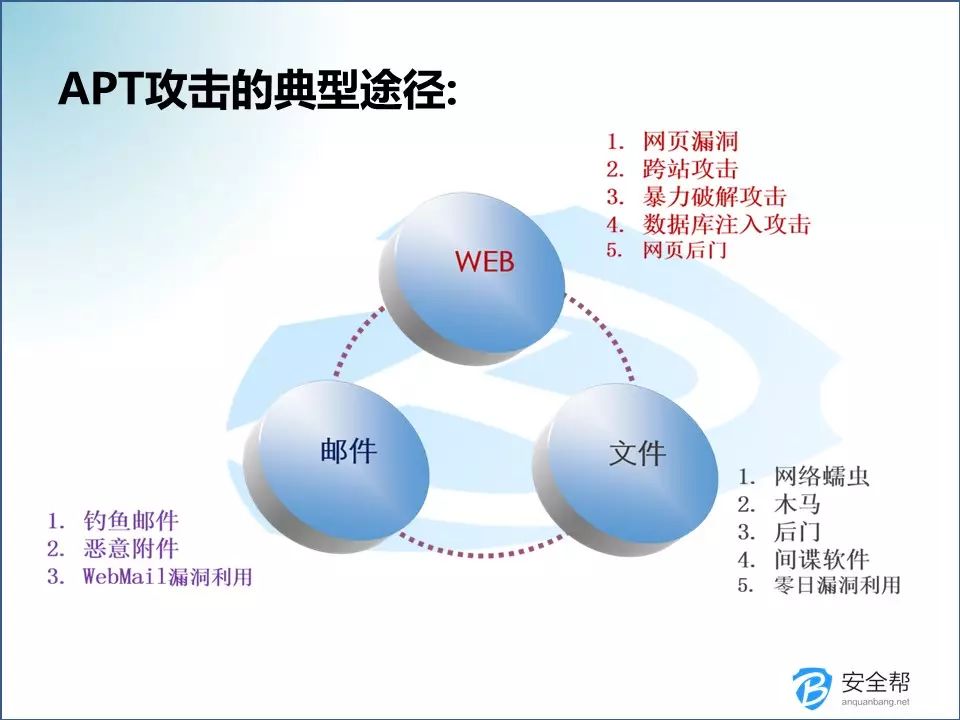 APT攻击的典型途径:
1. 网页漏洞
2. 跨站攻击
3. 暴力破解攻击
4. 数据库注入攻击
5. 网页后门
WEB
邮件
文件
1. 钓鱼邮件
2. 恶意附件
3. WebMail漏洞利用
1. 网络蠕虫
2. 木马
3. 后门
4. 间谍软件
5. 零日漏洞利用
安全帮
anquanbang.net